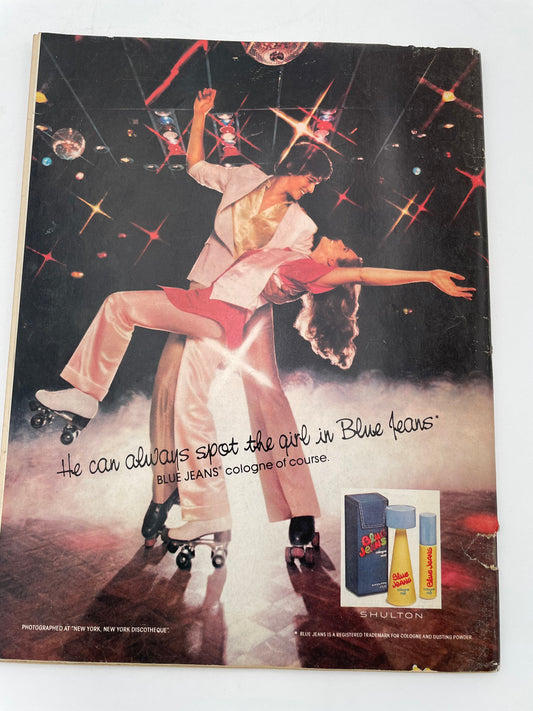 He can always spot the girl in Blue Jeans*
BLUE JEANS® cologne of course.
Blue
Jeans
cologne
Blue
Jeans
cologne
Blue Jeans
SHULTON
PHOTOGRAPHED AT "NEW YORK, NEW YORK DISCOTHEQUE".
* BLUE JEANS IS A REGISTERED TRADEMARK FOR COLOGNE AND DUSTING POWDER.